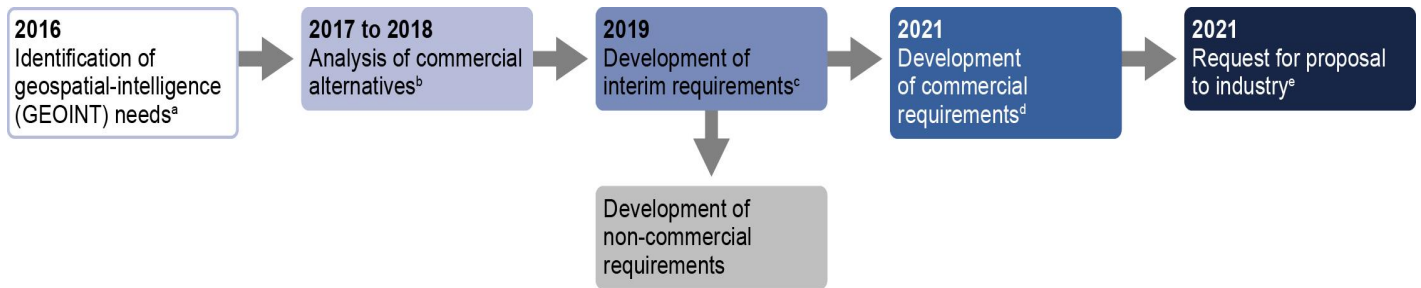 2016
Identification of
geospatial-intelligence
(GEOINT) needsᵃ
2017 to 2018
Analysis of commercial
alternativesᵇ
2019
Development of
interim requirementsᶜ
2021
Development
of commercial
requirementsᵈ
2021
Request for proposal
to industryᵉ
Development of
non-commercial
requirements